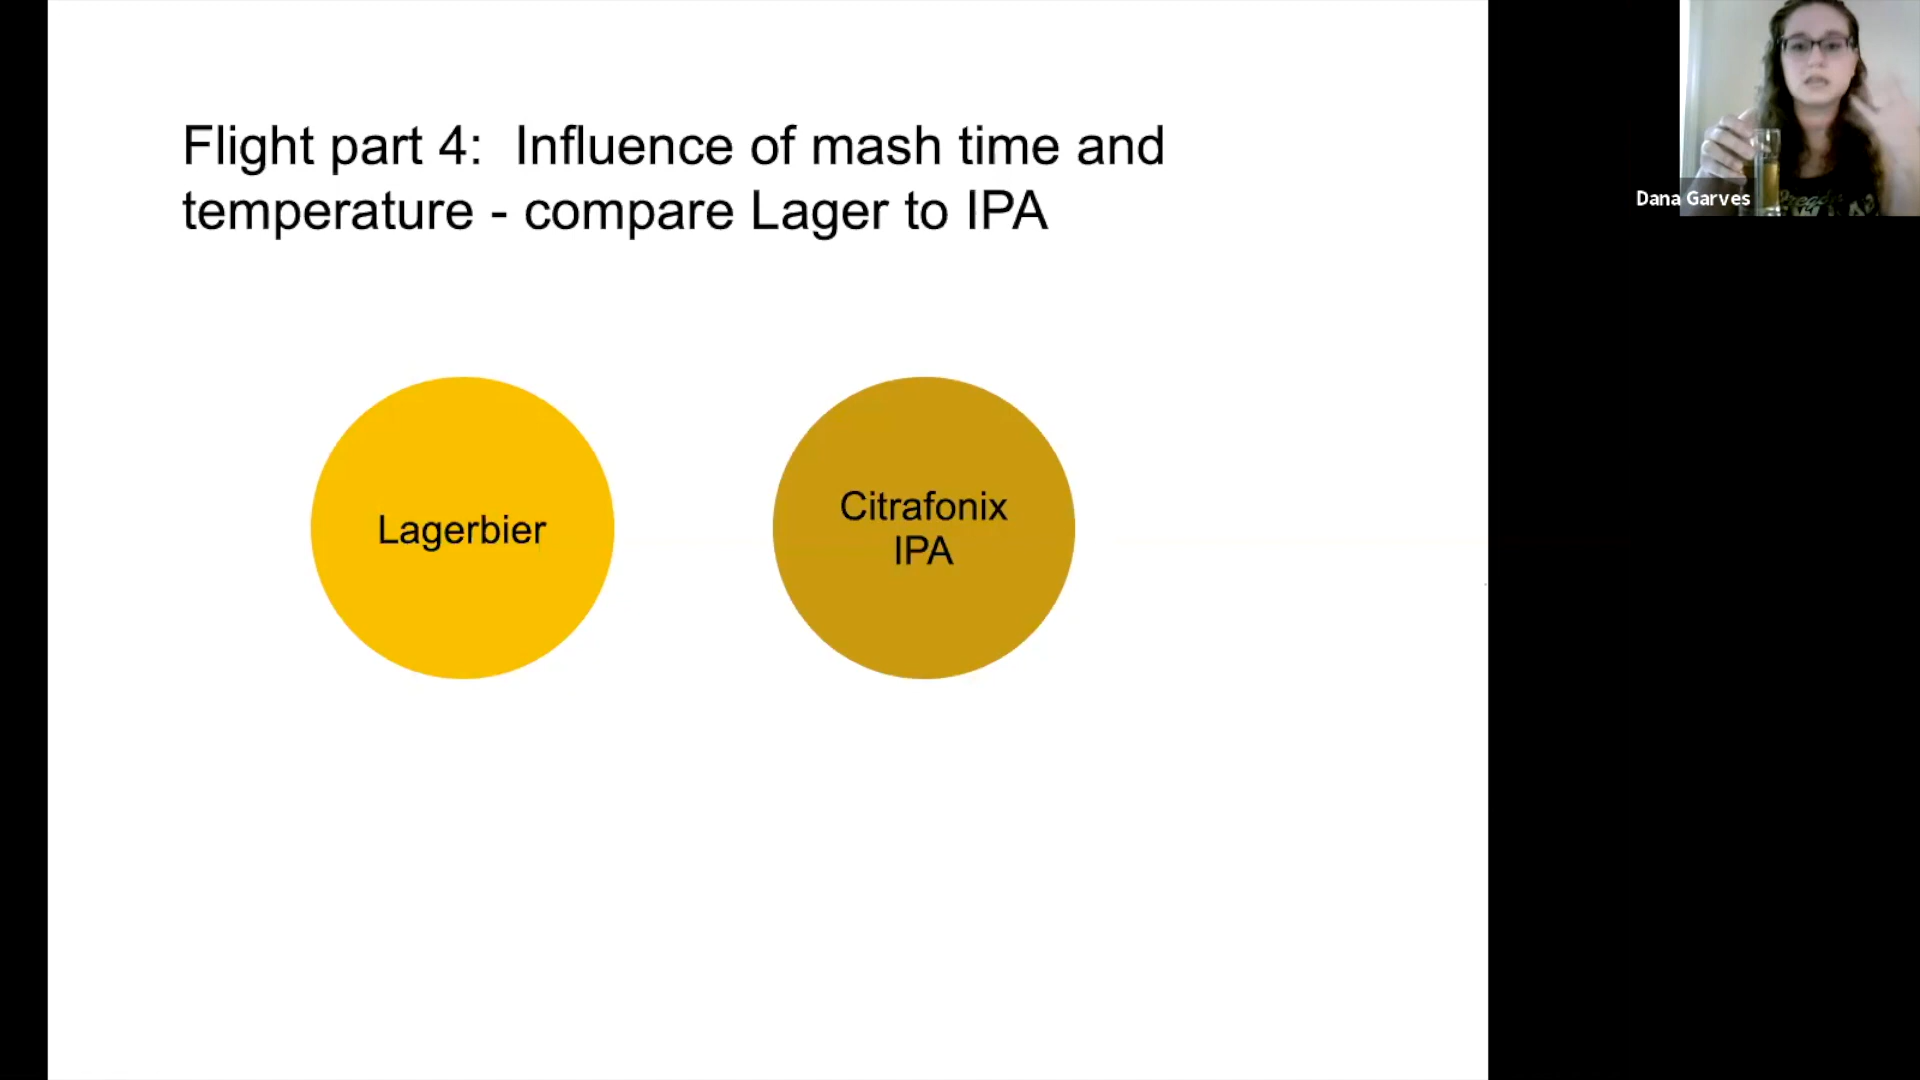 Flight part 4:  Influence of mash time and
temperature - compare Lager to IPA
Lagerbier
Citrafonix
IPA
Dana Garves